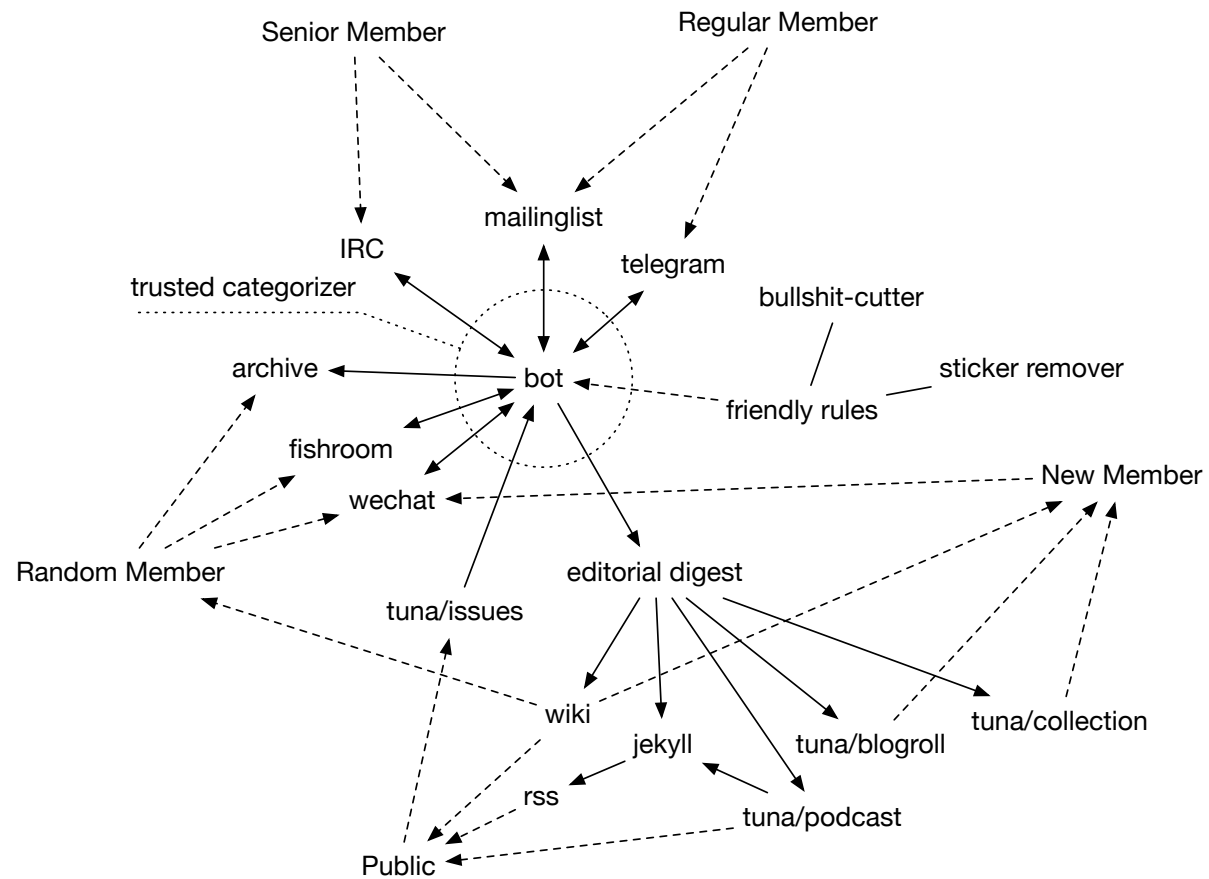 Senior Member
Regular Member
mailinglist
IRC
telegram
trusted categorizer
bullshit-cutter
archive
bot
sticker remover
friendly rules
fishroom
New Member
wechat
Random Member
editorial digest
tuna/issues
wiki
tuna/collection
jekyll
tuna/blogroll
rss
tuna/podcast
Public